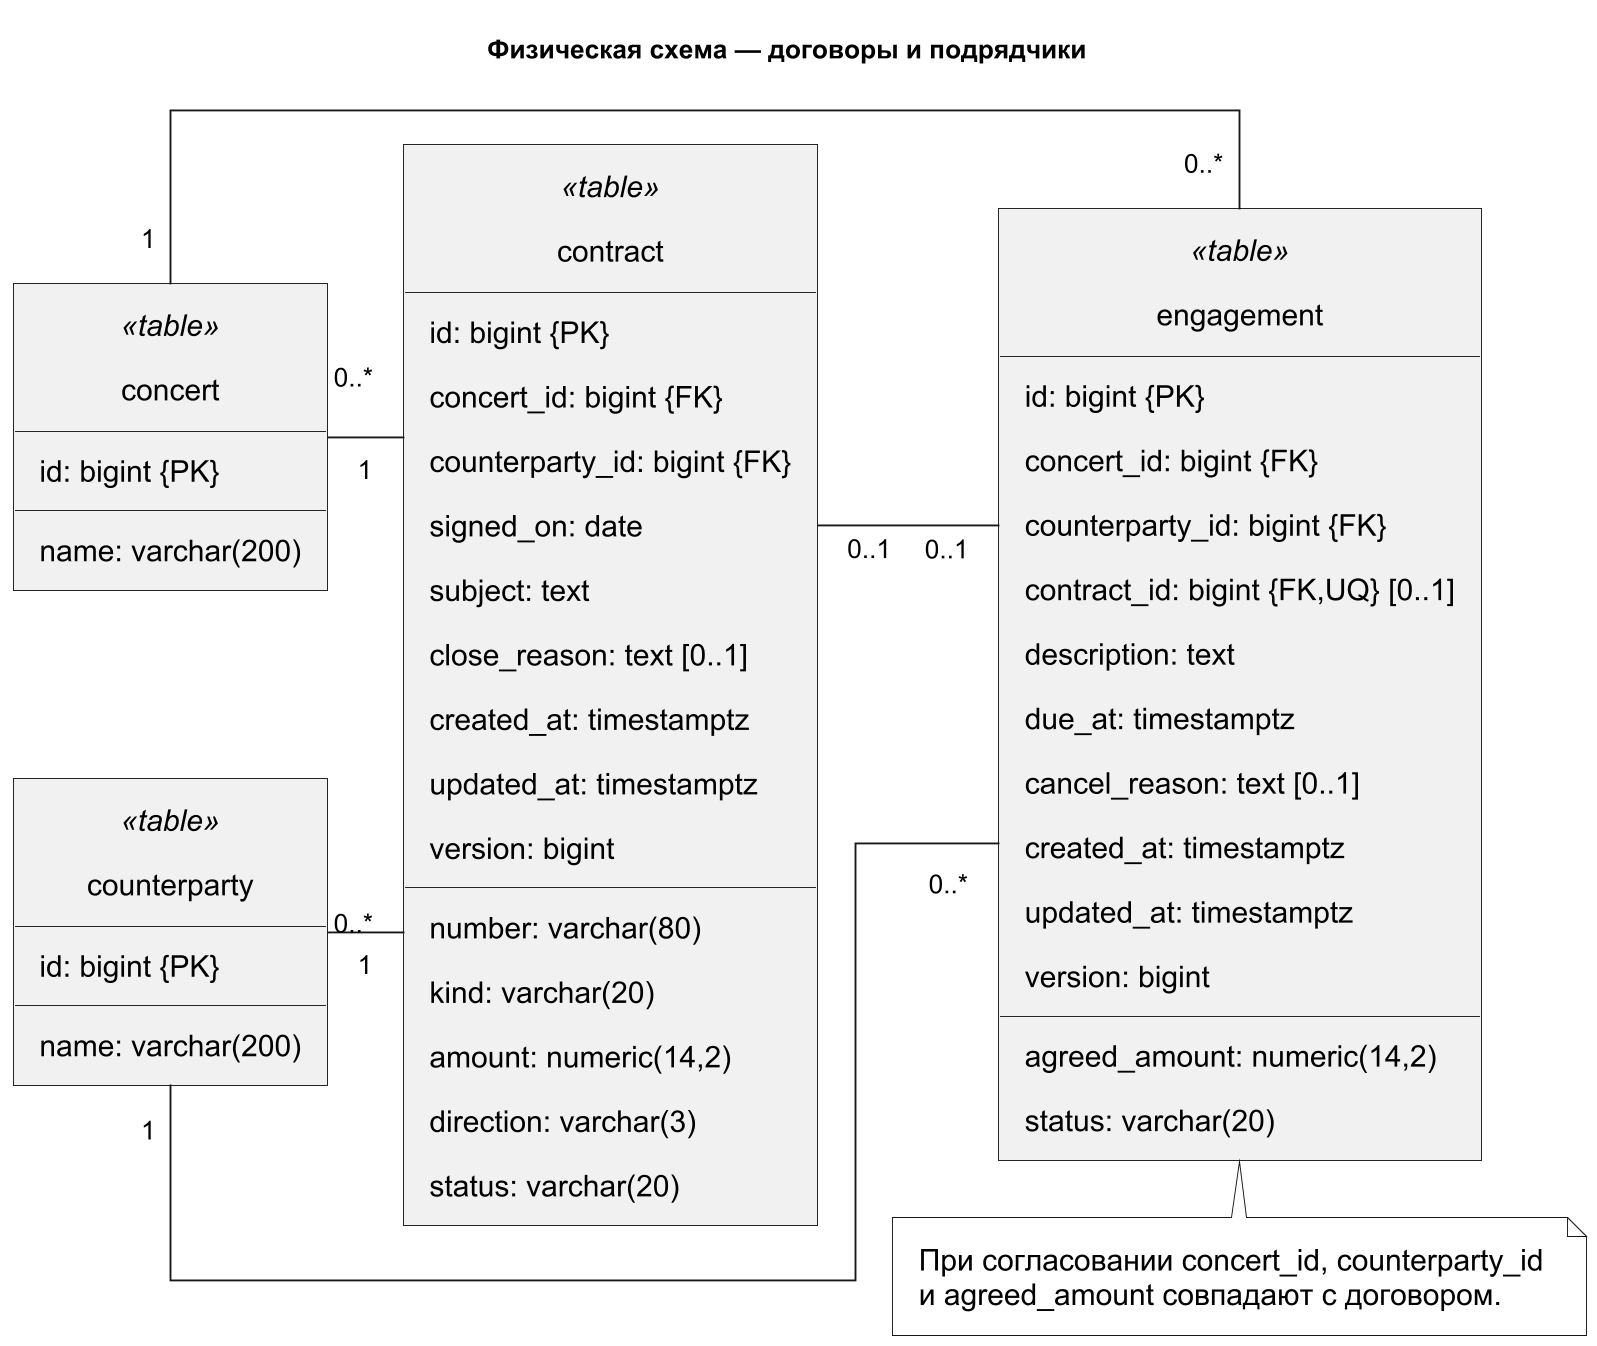 Физическая схема — договоры и подрядчики
«table»
concert
id: bigint {PK}
name: varchar(200)
1
0..*
0..*
1
«table»
contract
id: bigint {PK}
concert_id: bigint {FK}
counterparty_id: bigint {FK}
signed_on: date
subject: text
close_reason: text [0..1]
created_at: timestamptz
updated_at: timestamptz
version: bigint
number: varchar(80)
kind: varchar(20)
amount: numeric(14,2)
direction: varchar(3)
status: varchar(20)
0..1
0..1
«table»
engagement
id: bigint {PK}
concert_id: bigint {FK}
counterparty_id: bigint {FK}
contract_id: bigint {FK,UQ} [0..1]
description: text
due_at: timestamptz
cancel_reason: text [0..1]
created_at: timestamptz
updated_at: timestamptz
version: bigint
agreed_amount: numeric(14,2)
status: varchar(20)
«table»
counterparty
id: bigint {PK}
name: varchar(200)
0..*
1
1
0..*
При согласовании concert_id, counterparty_id
и agreed_amount совпадают с договором.